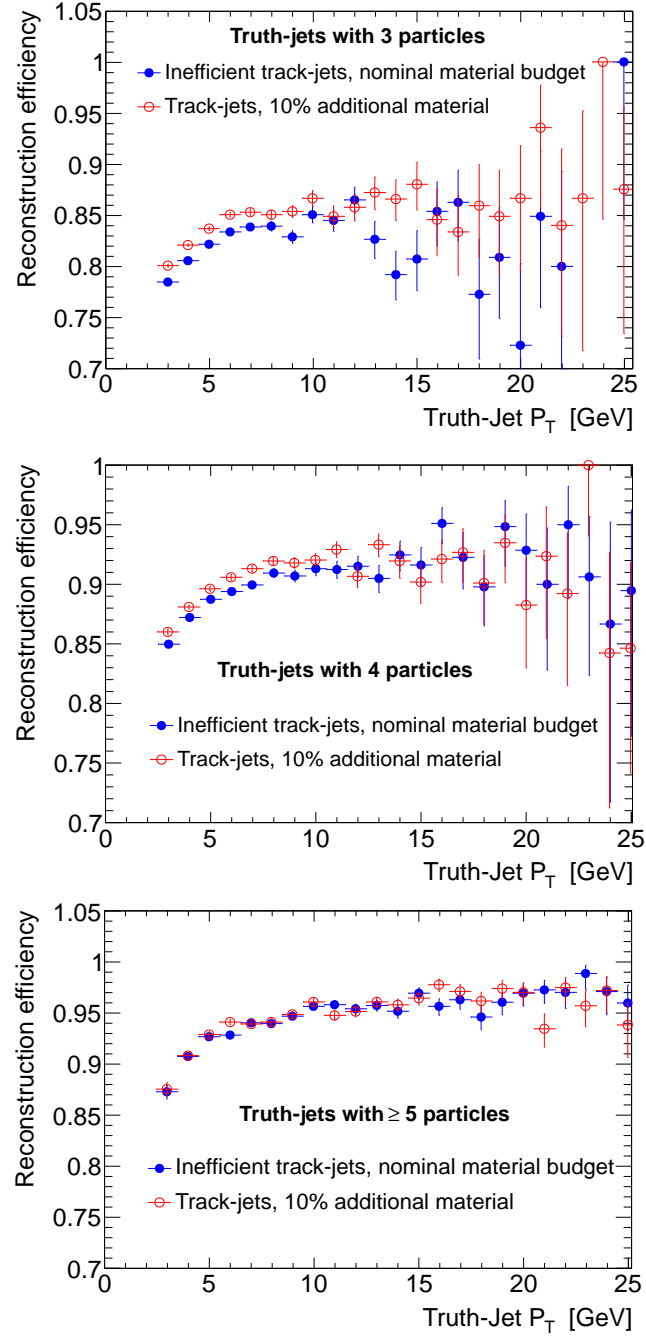 1.05
Truth-jets with 3 particles
Inefficient track-jets, nominal material budget
Track-jets, 10% additional material
Reconstruction efficiency
1
0.95
0.9
0.85
0.8
0.75
0.7
0 5 10 15 20 25
Truth-Jet P_T [GeV]
1
Reconstruction efficiency
0.95
0.9
0.85
0.8
0.75
0.7
Truth-jets with 4 particles
Inefficient track-jets, nominal material budget
Track-jets, 10% additional material
0 5 10 15 20 25
Truth-Jet P_T [GeV]
1.05
Reconstruction efficiency
1
0.95
0.9
0.85
0.8
0.75
0.7
Truth-jets with ≥ 5 particles
Inefficient track-jets, nominal material budget
Track-jets, 10% additional material
0 5 10 15 20 25
Truth-Jet P_T [GeV]